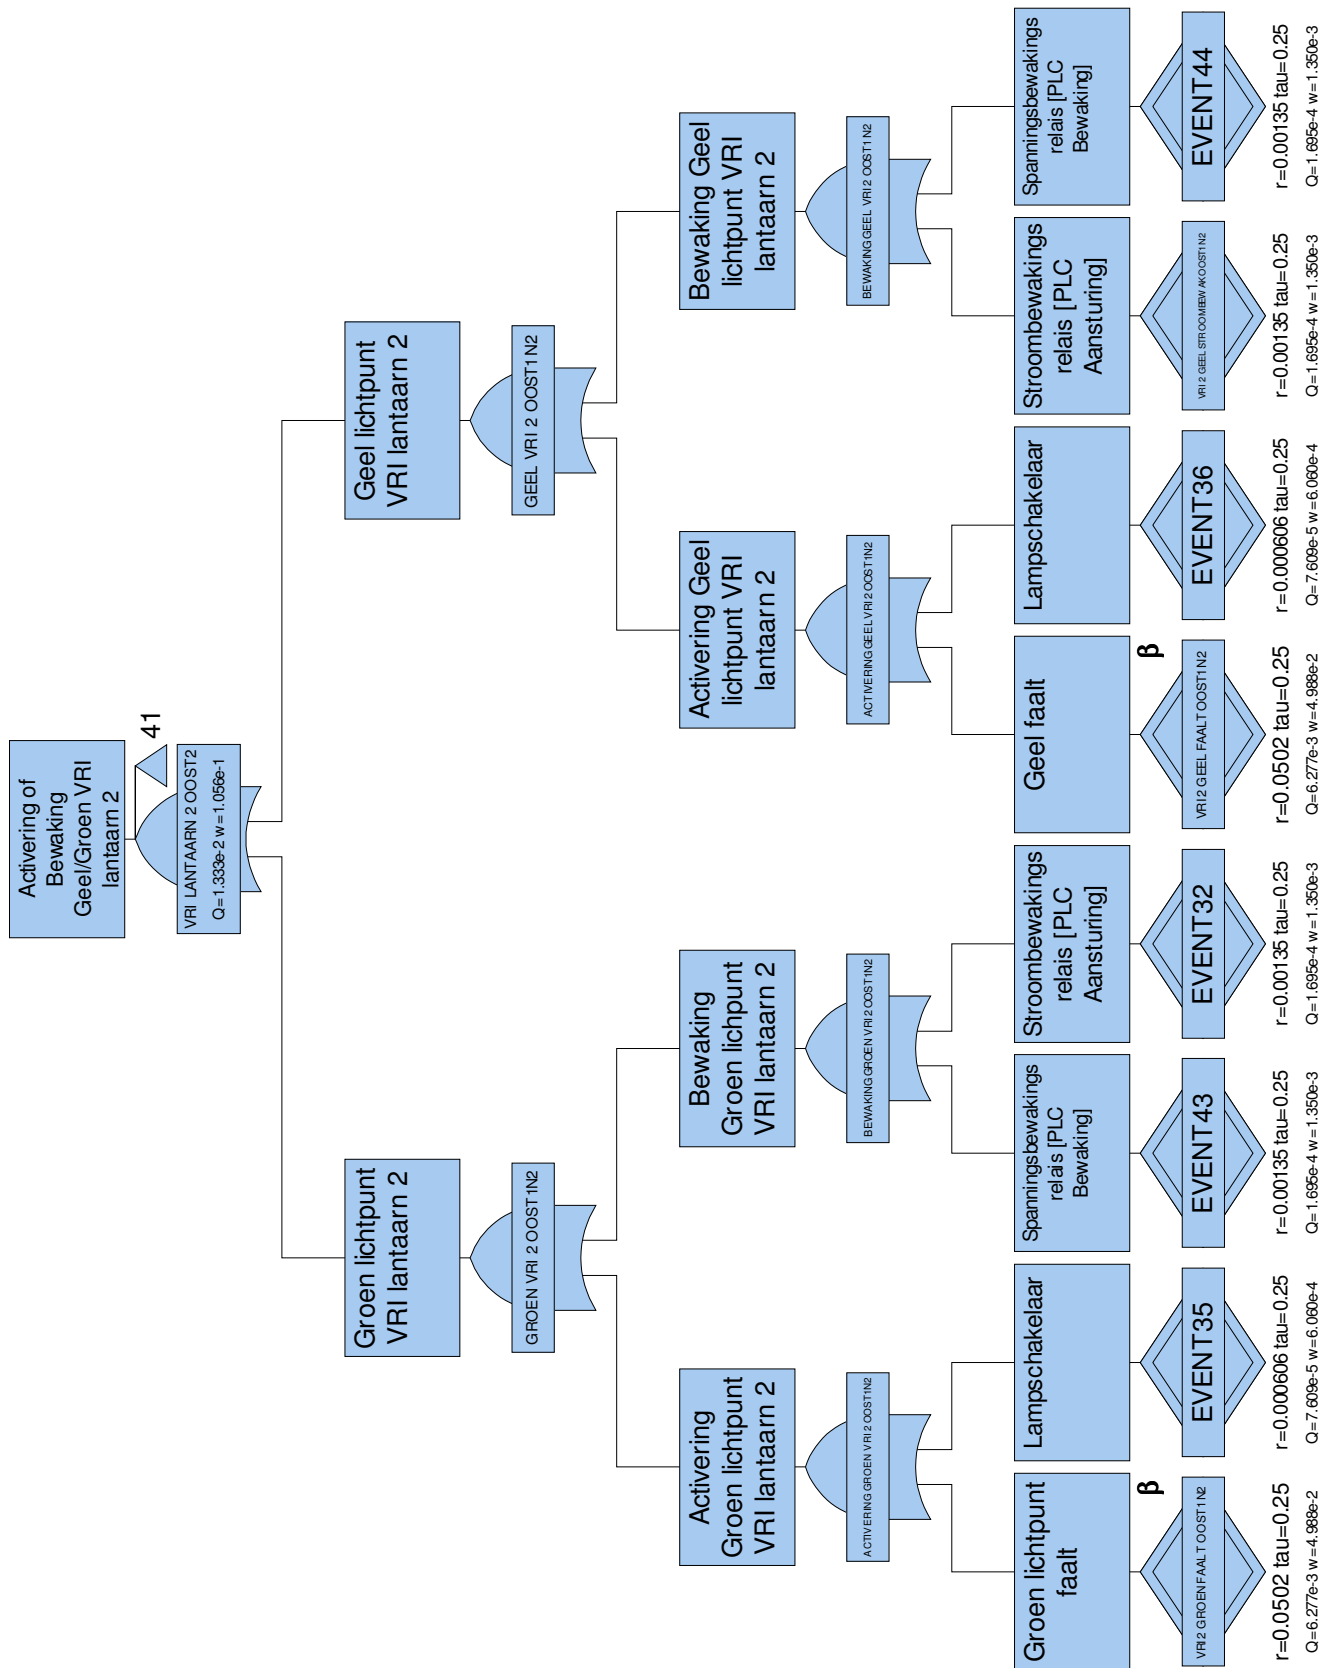 Activering of
Bewaking
Geel/Groen VRI
lantaarn 2
41
VRI LANTAARN 2 OOST2
Q=1.333e-2 w=1.056e-1
Groen lichtpunt
VRI lantaarn 2
GROEN VRI 2 OOST1N2
Geel lichtpunt
VRI lantaarn 2
GEEL VRI 2 OOST1N2
Activering
Groen lichtpunt
VRI lantaarn 2
ACTIVERING GROEN VRI 2 OOST1N2
Bewaking
Groen lichtpunt
VRI lantaarn 2
BEWAKING GROEN VRI 2 OOST1N2
Activering Geel
lichtpunt VRI
lantaarn 2
ACTIVERING GEEL VRI 2 OOST1N2
Bewaking Geel
lichtpunt VRI
lantaarn 2
BEWAKING GEEL VRI 2 OOST1N2
Groen lichtpunt
faalt
β
VRI 2 GROEN FAALT OOST1N2
r=0.0502 tau=0.25
Q=6.277e-3 w=4.988e-2
Lampschakelaar
EVENT35
r=0.000606 tau=0.25
Q=7.609e-5 w=6.060e-4
Spanningsbewakings
relais [PLC
Bewaking]
EVENT43
r=0.00135 tau=0.25
Q=1.695e-4 w=1.350e-3
Stroombewakings
relais [PLC
Aansturing]
EVENT32
r=0.00135 tau=0.25
Q=1.695e-4 w=1.350e-3
Geel faalt
β
VRI 2 GEEL FAALT OOST1N2
r=0.0502 tau=0.25
Q=6.277e-3 w=4.988e-2
Lampschakelaar
EVENT36
r=0.000606 tau=0.25
Q=7.609e-5 w=6.060e-4
Stroombewakings
relais [PLC
Aansturing]
VRI 2 GEEL STROOMBEWAK OOST1N2
r=0.00135 tau=0.25
Q=1.695e-4 w=1.350e-3
Spanningsbewakings
relais [PLC
Bewaking]
EVENT44
r=0.00135 tau=0.25
Q=1.695e-4 w=1.350e-3